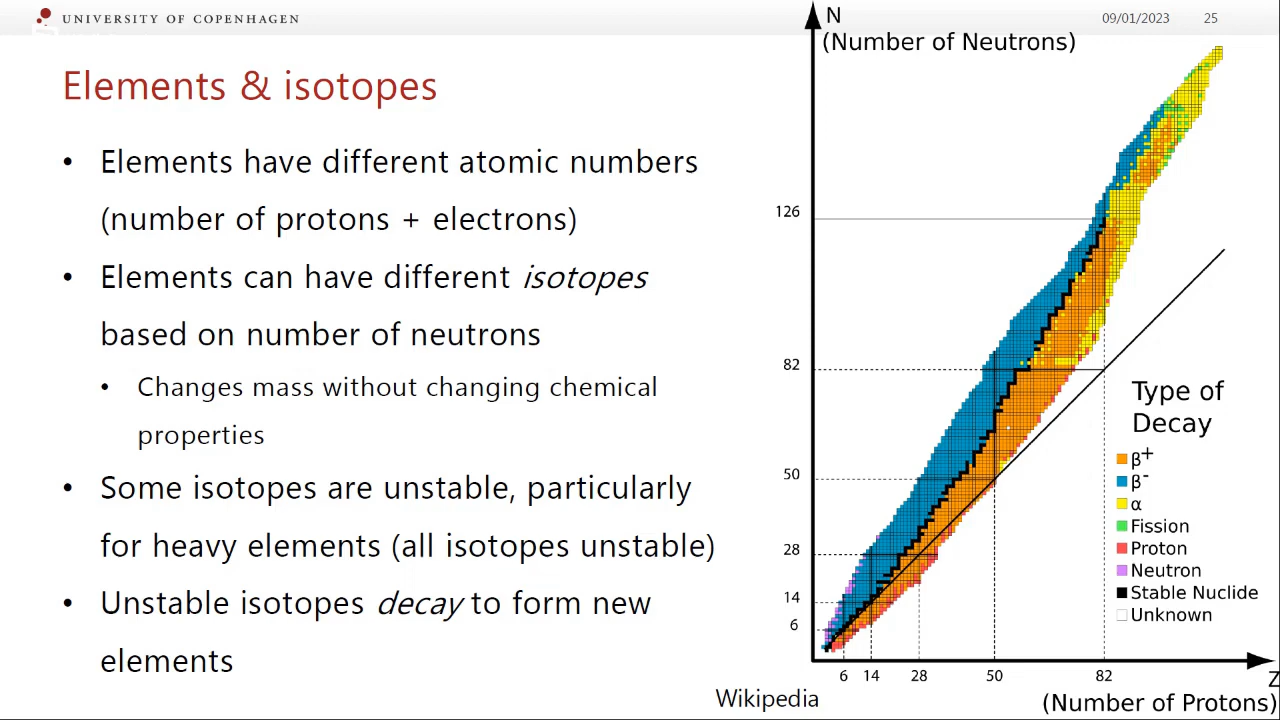 UNIVERSITY OF COPENHAGEN
09/01/2023 25
Elements & isotopes
• Elements have different atomic numbers
(number of protons + electrons)
• Elements can have different isotopes
based on number of neutrons
• Changes mass without changing chemical
properties
• Some isotopes are unstable, particularly
for heavy elements (all isotopes unstable)
• Unstable isotopes decay to form new
elements
Wikipedia
N
(Number of Neutrons)
126
82
50
28
14
6
6 14 28 50 82
Z
(Number of Protons)
Type of
Decay
β+
β-
α
Fission
Proton
Neutron
Stable Nuclide
Unknown